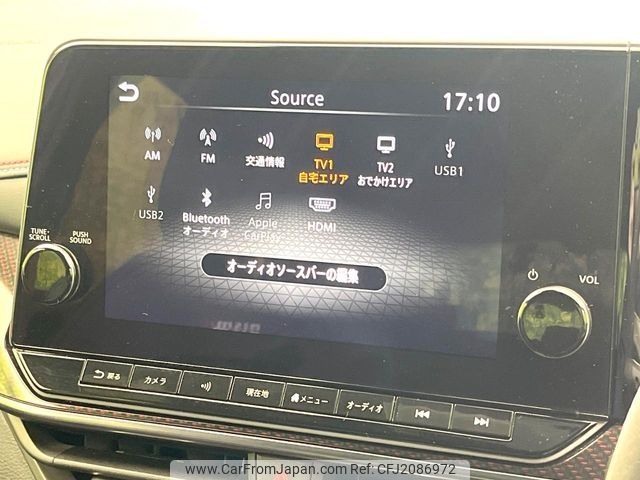 Source
17:10
AM
FM
交通情報
TV1
自宅エリア
TV2
おでかけエリア
USB1
USB2
Bluetooth
オーディオ
Apple
CarPlay
HDMI
オーディオソースバーの編集
TUNE·
SCROLL
PUSH
SOUND
VOL
戻る
カメラ
現在地
メニュー
オーディオ
www.CarFromJapan.com - Car ID: CFJ2086972